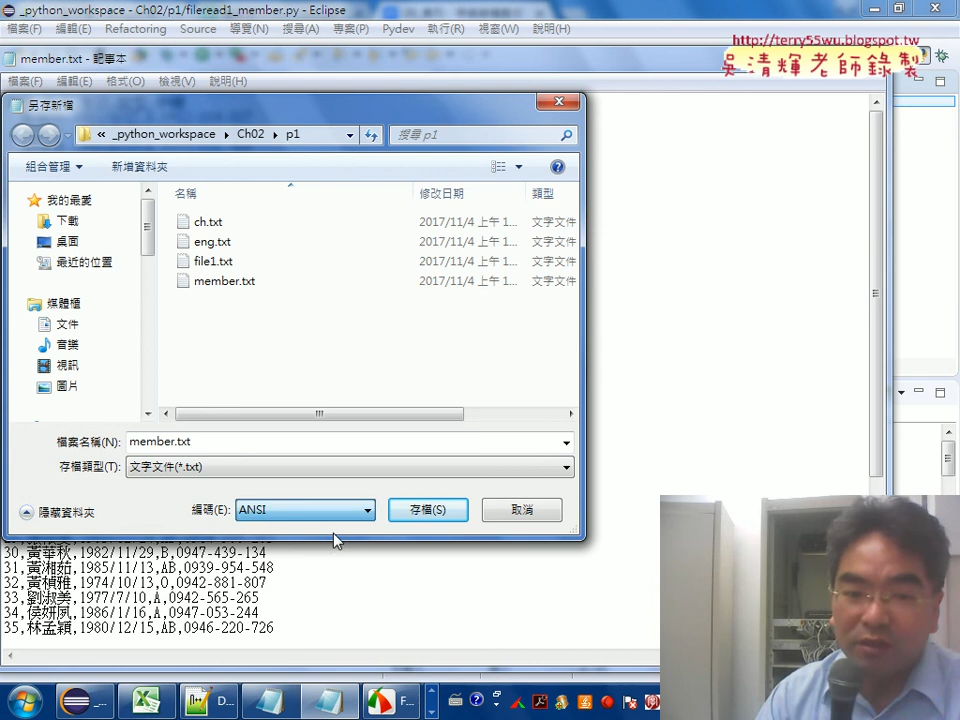 _python_workspace - Ch02/p1/fileread1_member.py - Eclipse
檔案(F) 編輯(E) Refactoring Source 導覽(N) 搜尋(A) 專案(P) Pydev 執行(R) 視窗(W) 說明(H)
http://terry55wu.blogspot.tw
吳清輝老師錄製
member.txt - 記事本
檔案(F) 編輯(E) 格式(O) 檢視(V) 說明(H)
另存新檔
« _python_workspace Ch02 p1 搜尋 p1
組合管理 新增資料夾
我的最愛
下載
桌面
最近的位置
媒體櫃
文件
音樂
視訊
圖片
名稱 修改日期 類型
ch.txt 2017/11/4 上午 1... 文字文件
eng.txt 2017/11/4 上午 1... 文字文件
file1.txt 2017/11/4 上午 1... 文字文件
member.txt 2017/11/4 上午 1... 文字文件
檔案名稱(N): member.txt
存檔類型(T): 文字文件(*.txt)
隱藏資料夾 編碼(E): ANSI 存檔(S) 取消
30,黃華秋,1982/11/29,B,0947-439-134
31,黃湘茹,1985/11/13,AB,0939-954-548
32,黃楨雅,1974/10/13,O,0942-881-807
33,劉淑美,1977/7/10,A,0942-565-265
34,侯妍夙,1986/1/16,A,0947-053-244
35,林孟穎,1980/12/15,AB,0946-220-726
_... D... F...